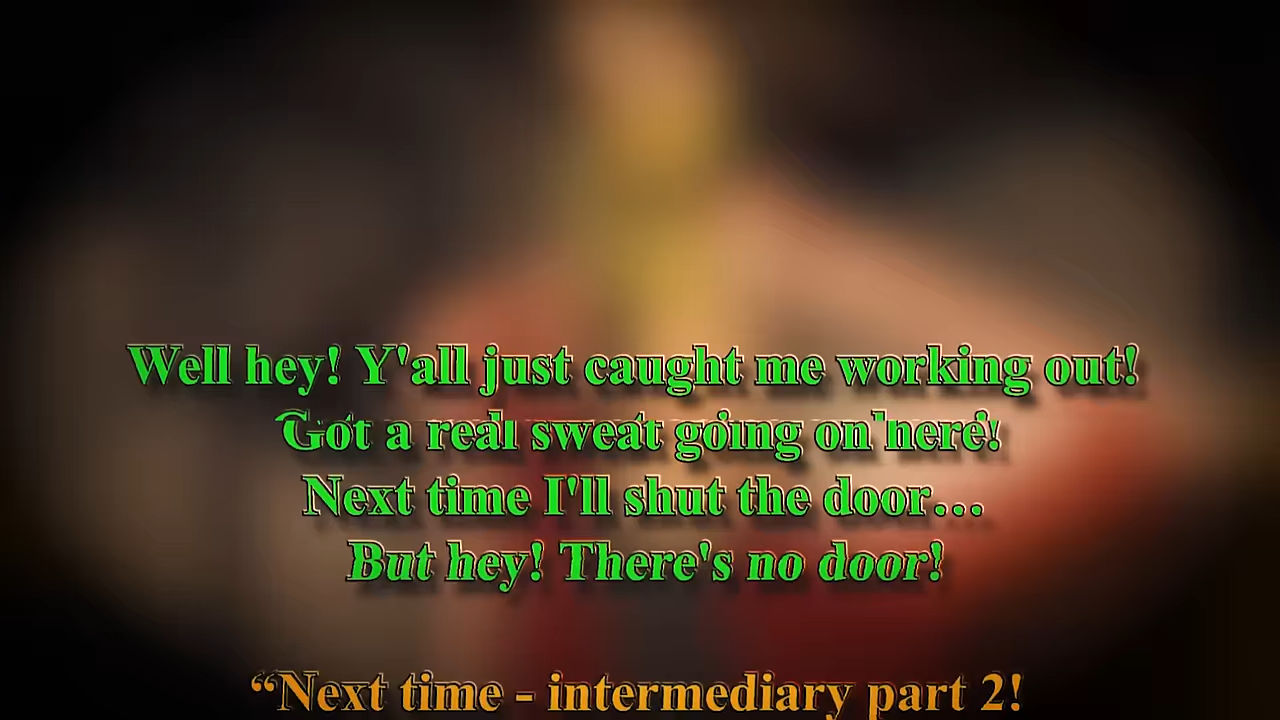 Well hey! Y'all just caught me working out!
Got a real sweat going on here!
Next time I'll shut the door...
But hey! There's no door!
“Next time - intermediary part 2!